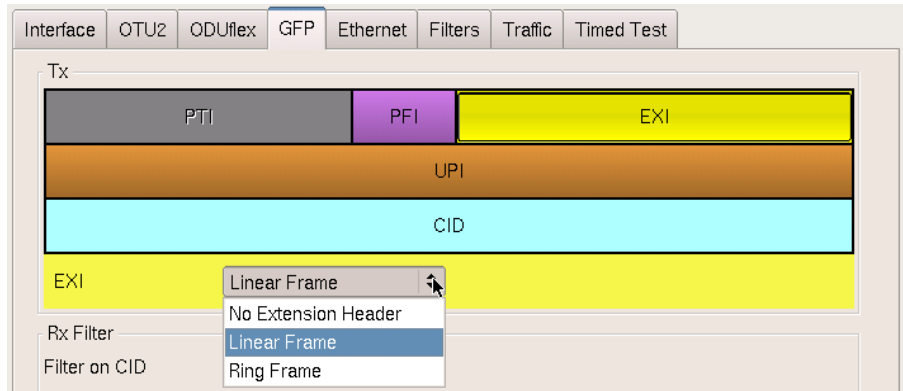 Interface OTU2 ODUflex GFP Ethernet Filters Traffic Timed Test
Tx
PTI PFI EXI
UPI
CID
EXI Linear Frame
No Extension Header
Rx Filter
Linear Frame
Filter on CID Ring Frame